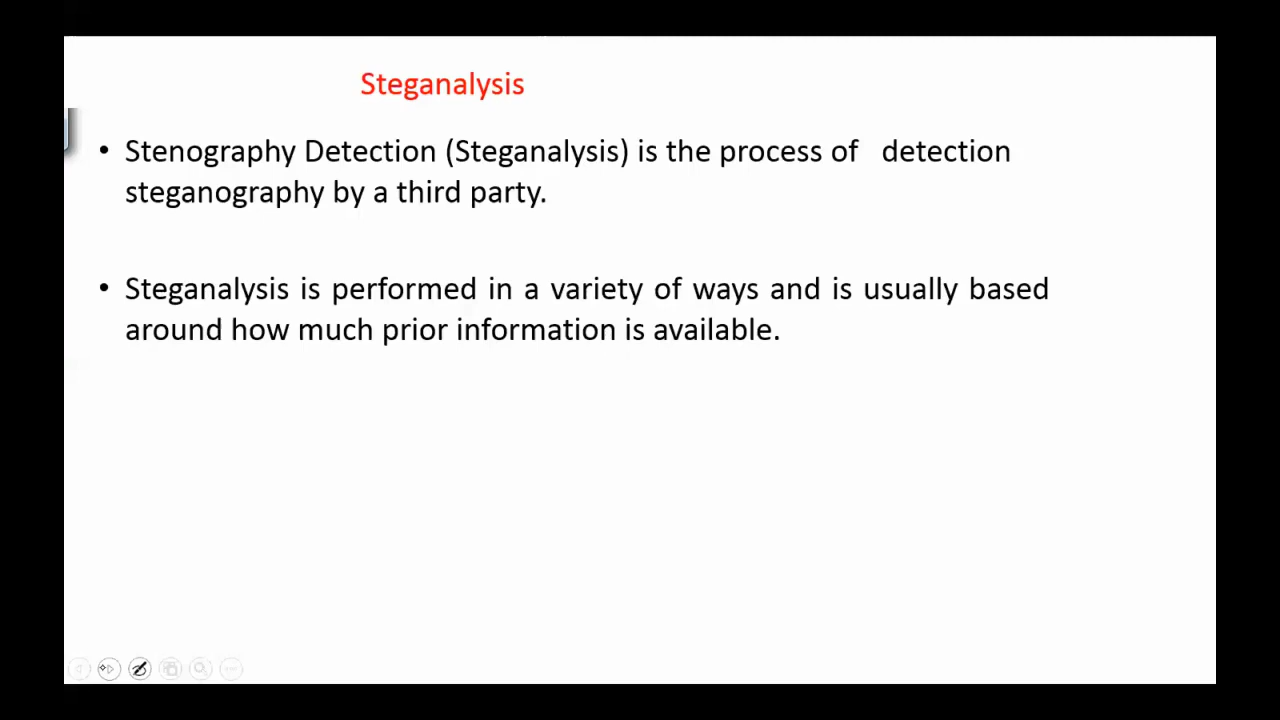 Steganalysis
• Stenography Detection (Steganalysis) is the process of detection
steganography by a third party.
• Steganalysis is performed in a variety of ways and is usually based
around how much prior information is available.